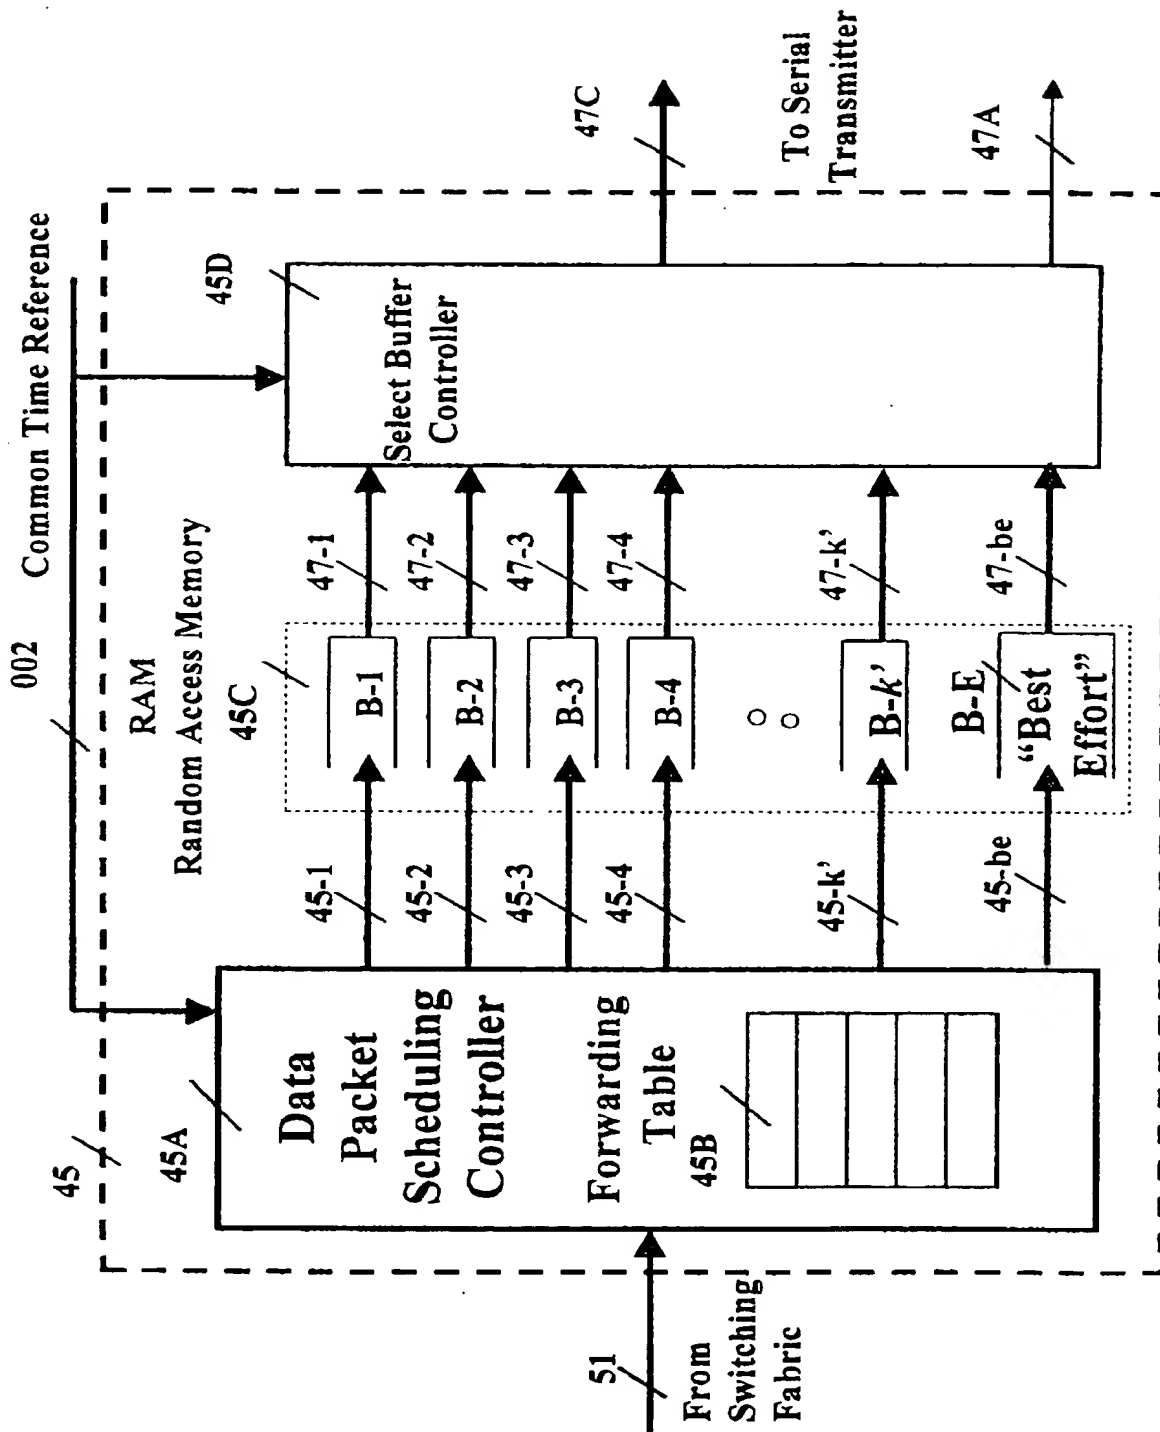 002
Common Time Reference
45
45A
Data
Packet
Scheduling
Controller
Forwarding
Table
45B
51
From
Switching
Fabric
RAM
Random Access Memory
45C
45-1
45-2
45-3
45-4
45-k'
45-be
B-1
B-2
B-3
B-4
B-k'
B-E
“Best
Effort”
47-1
47-2
47-3
47-4
47-k'
47-be
45D
Select Buffer
Controller
47C
To Serial
Transmitter
47A